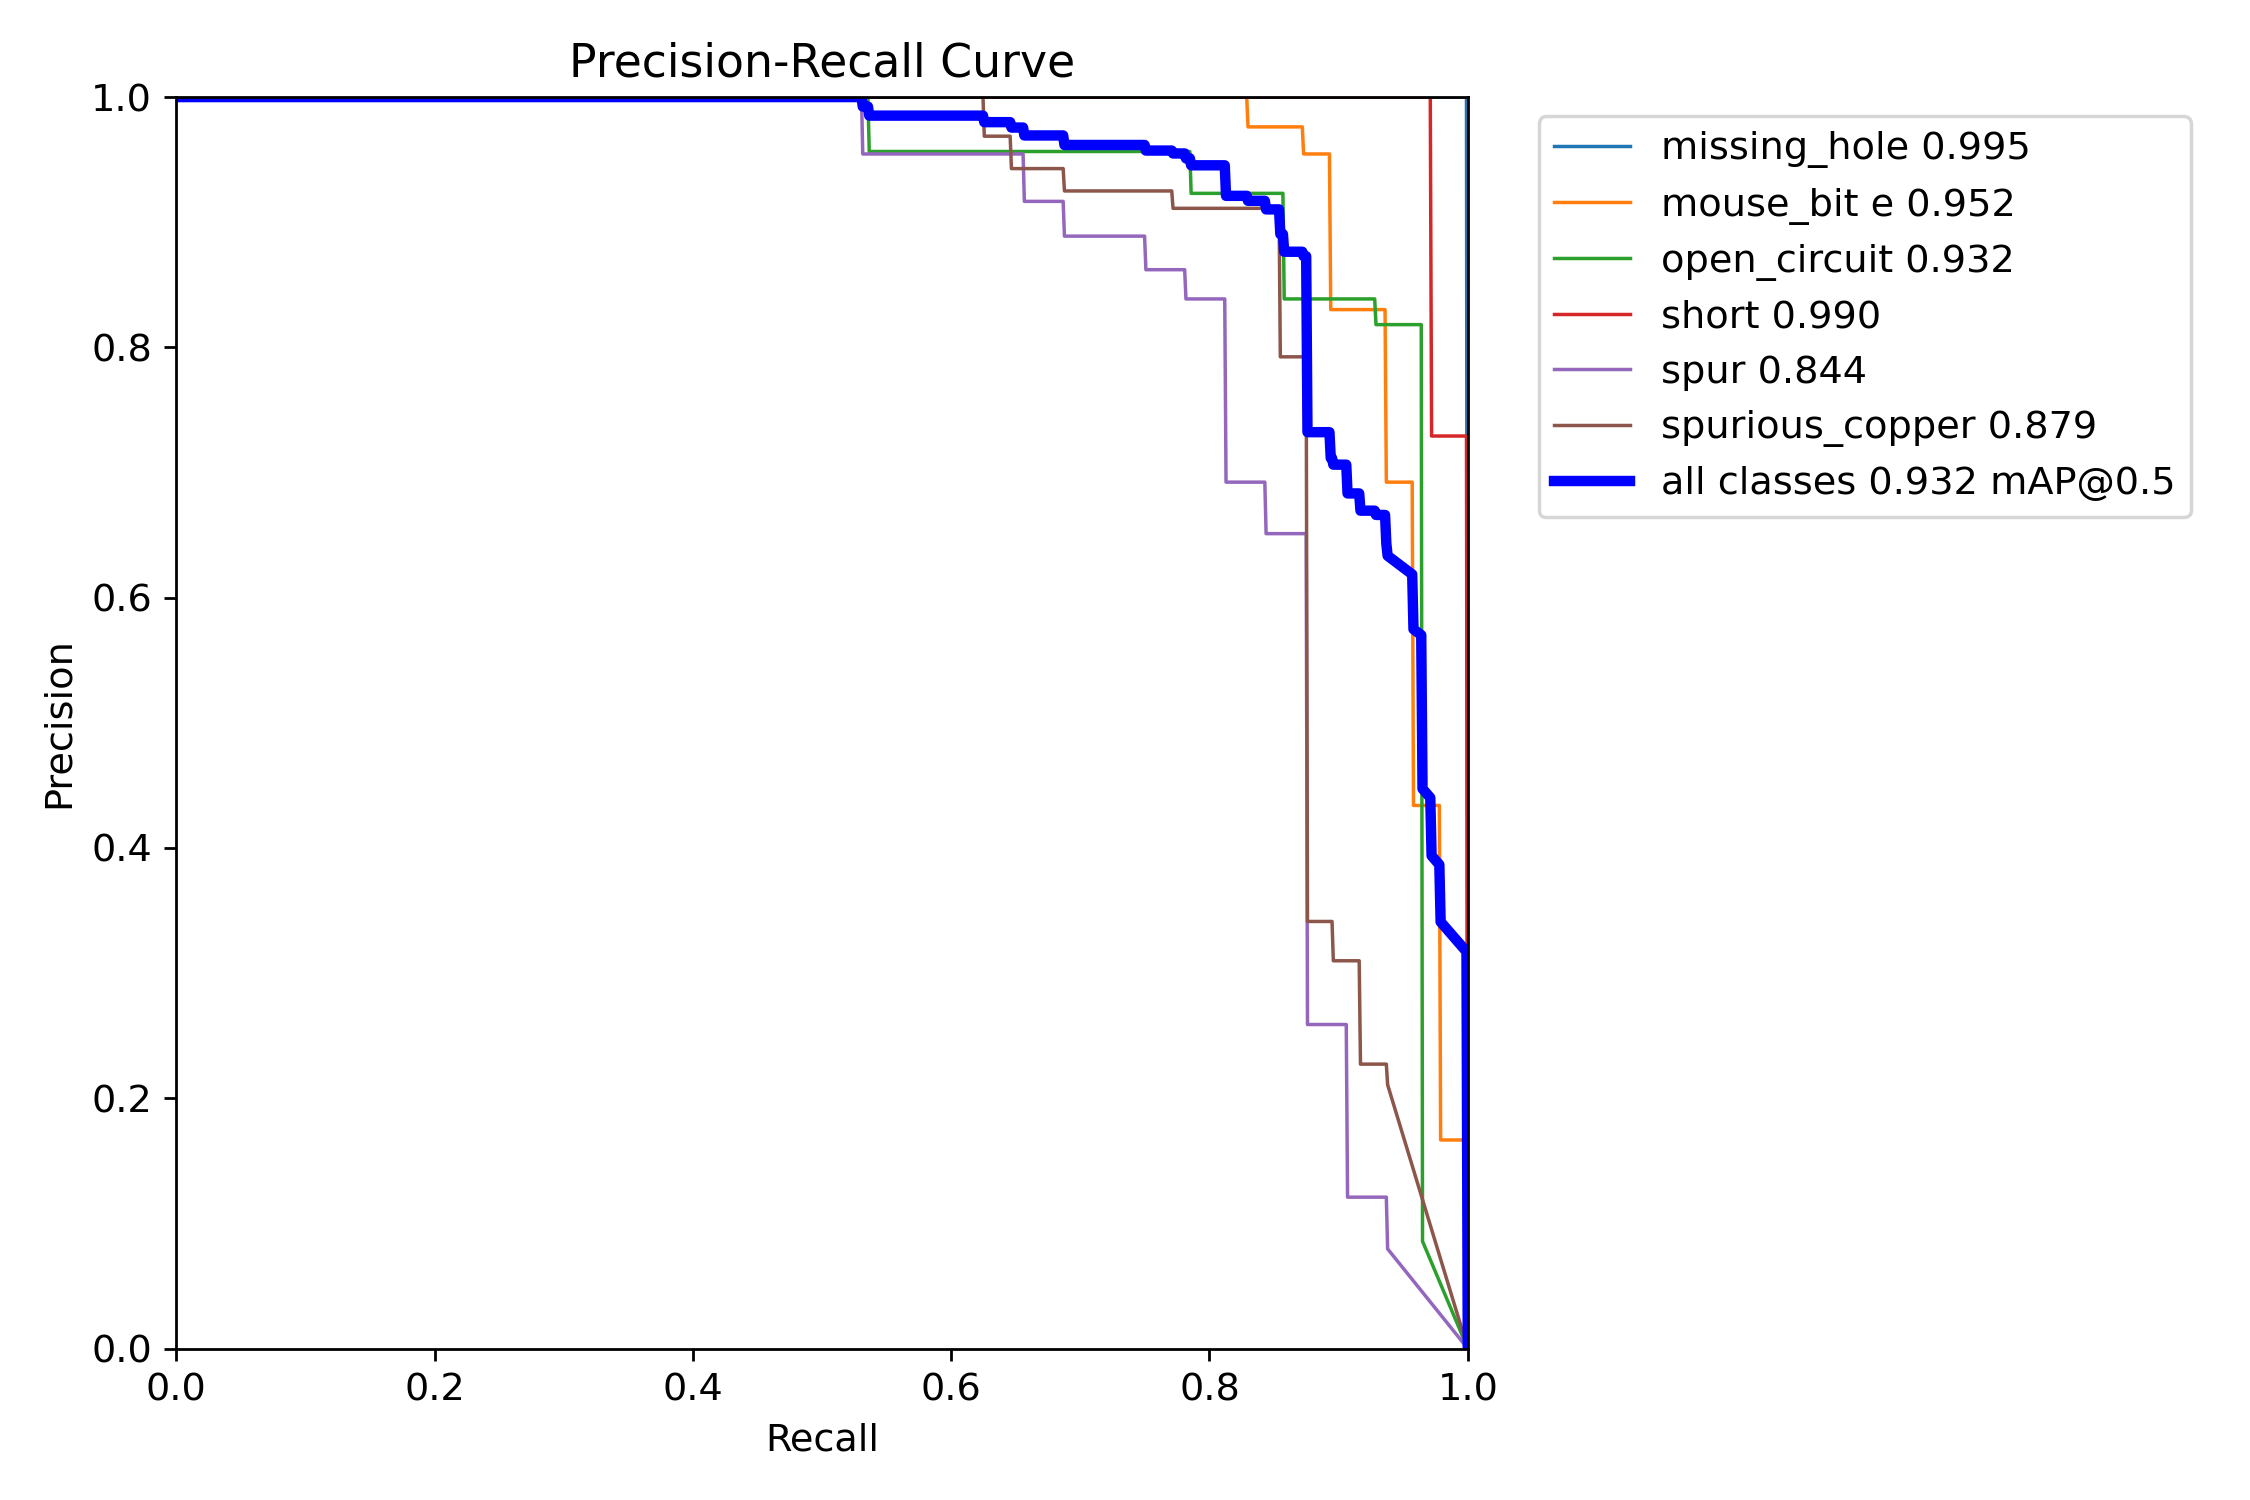 Precision-Recall Curve
1.0
0.8
0.6
0.4
0.2
0.0
Precision
0.0 0.2 0.4 0.6 0.8 1.0
Recall
missing_hole 0.995
mouse_bit e 0.952
open_circuit 0.932
short 0.990
spur 0.844
spurious_copper 0.879
all classes 0.932 mAP@0.5